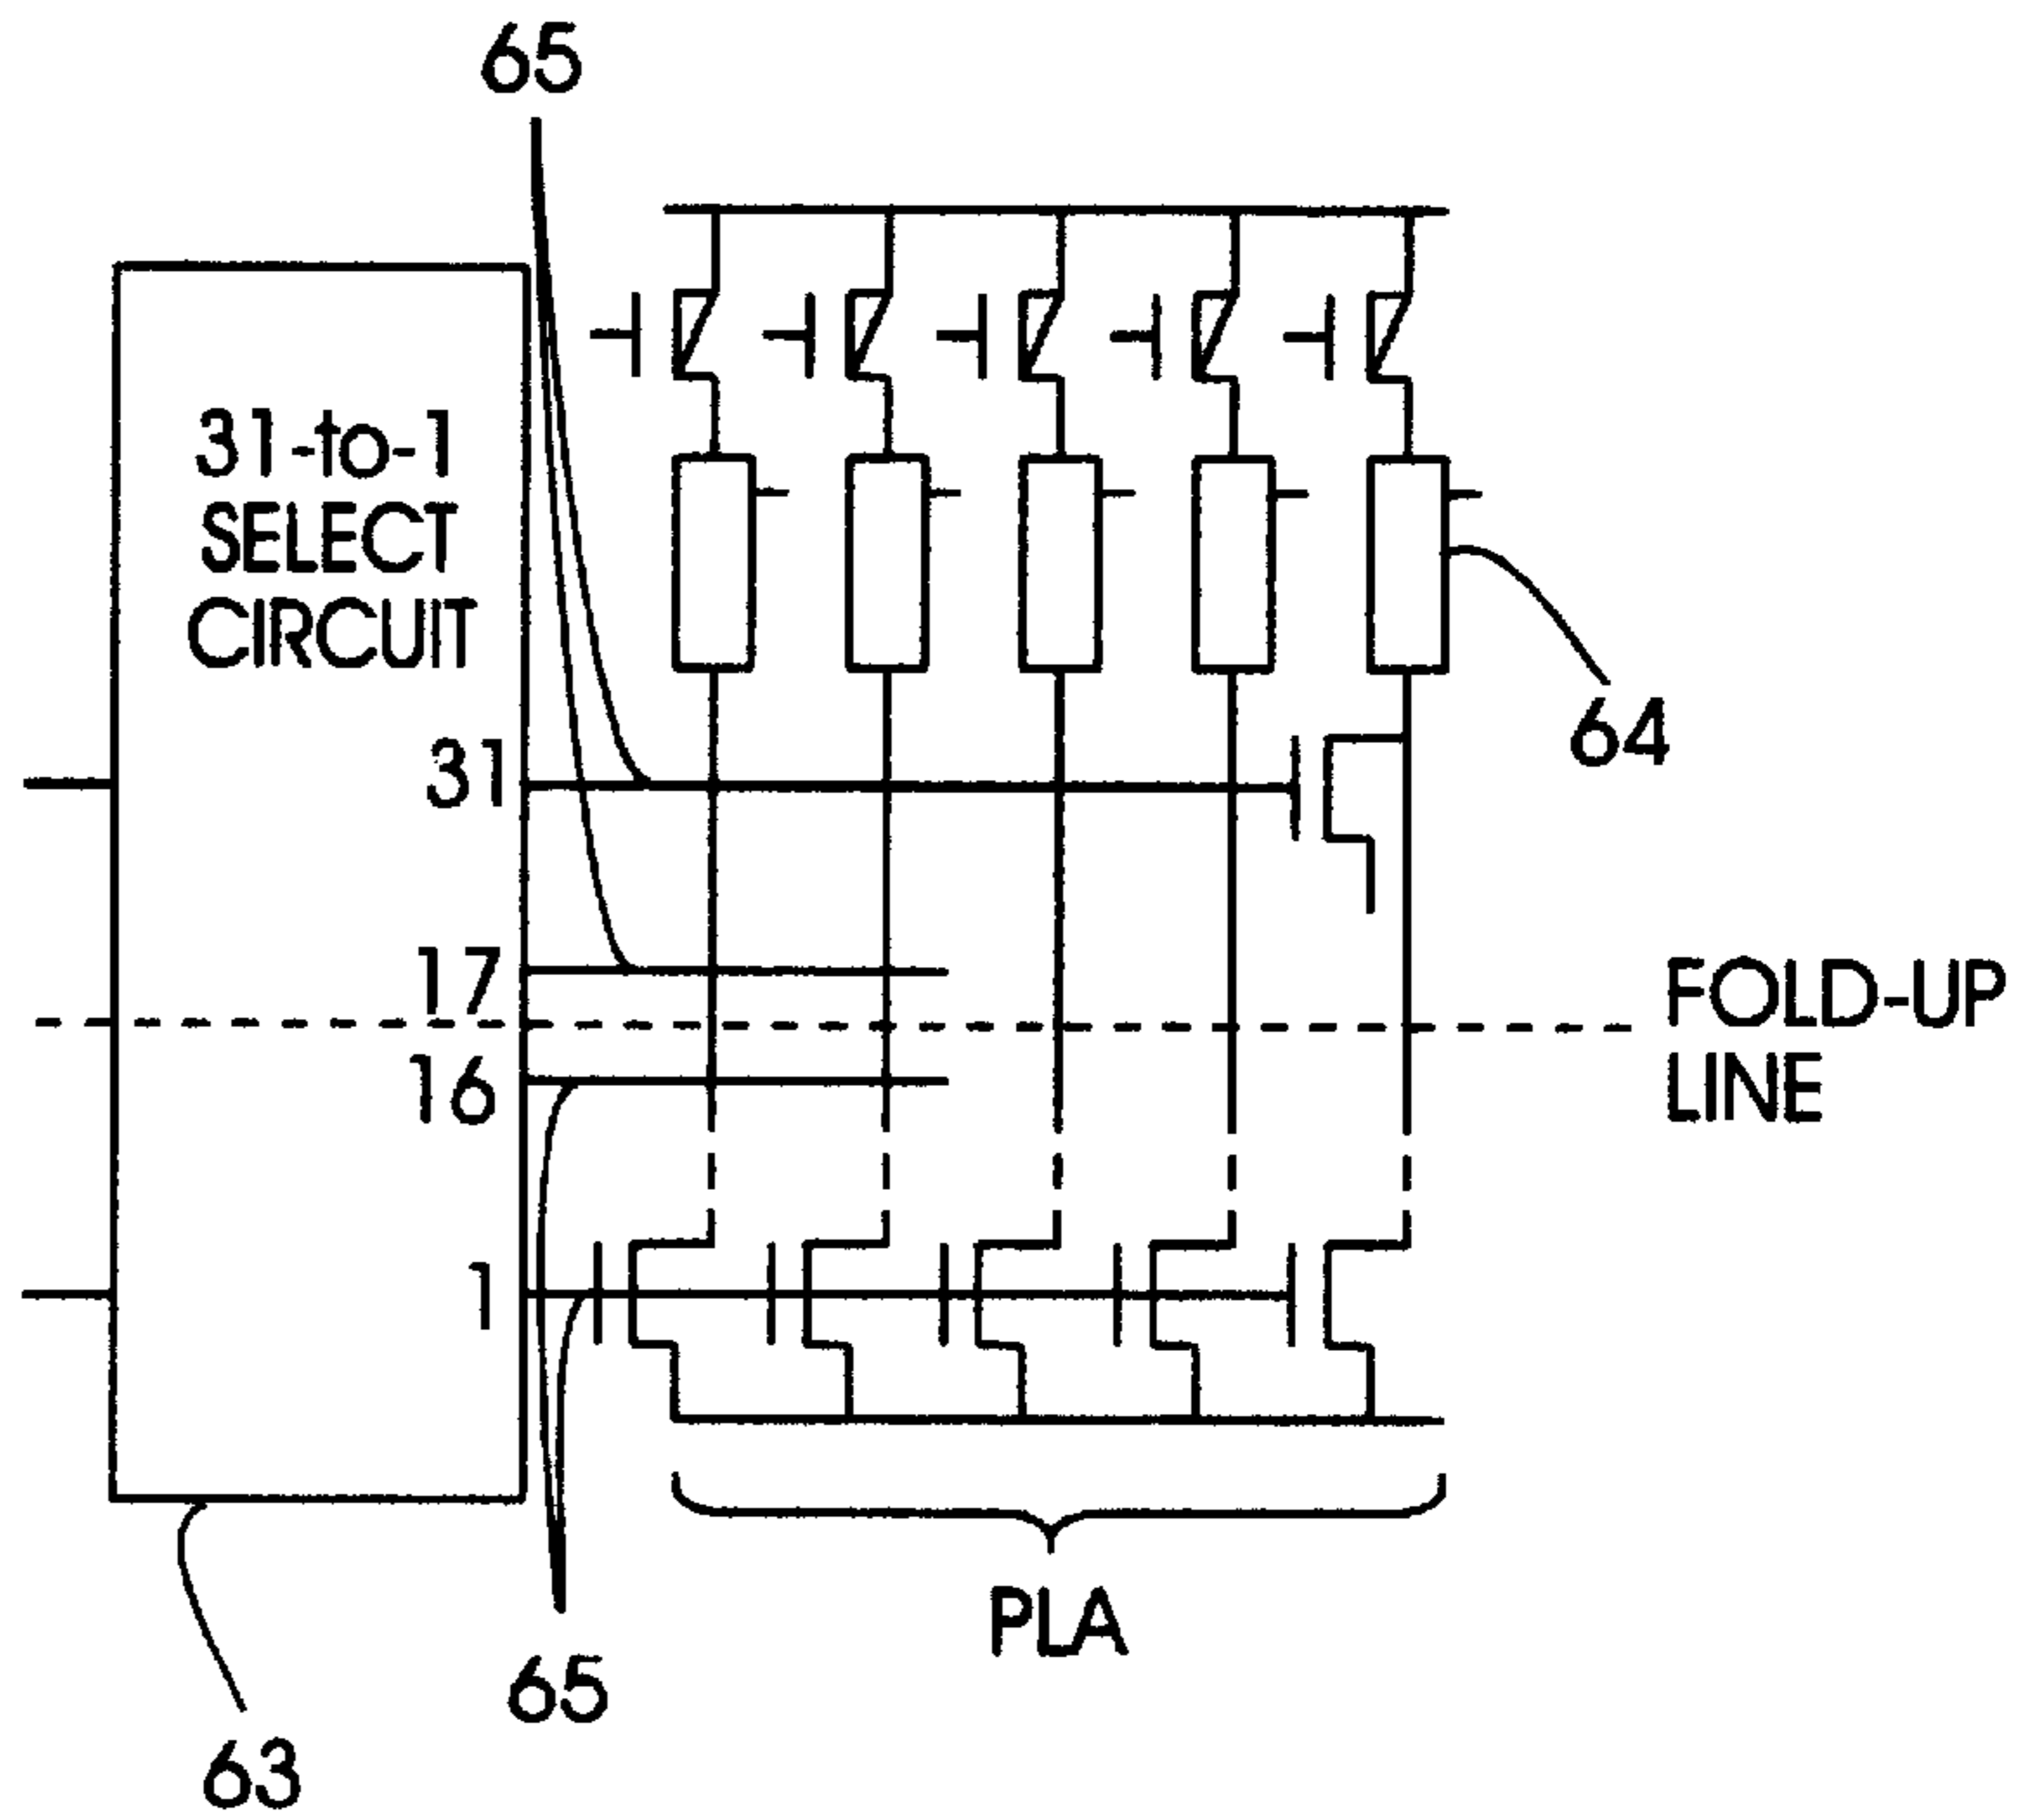 65
31-to-1
SELECT
CIRCUIT
64
31
17
FOLD-UP
LINE
16
1
PLA
65
63